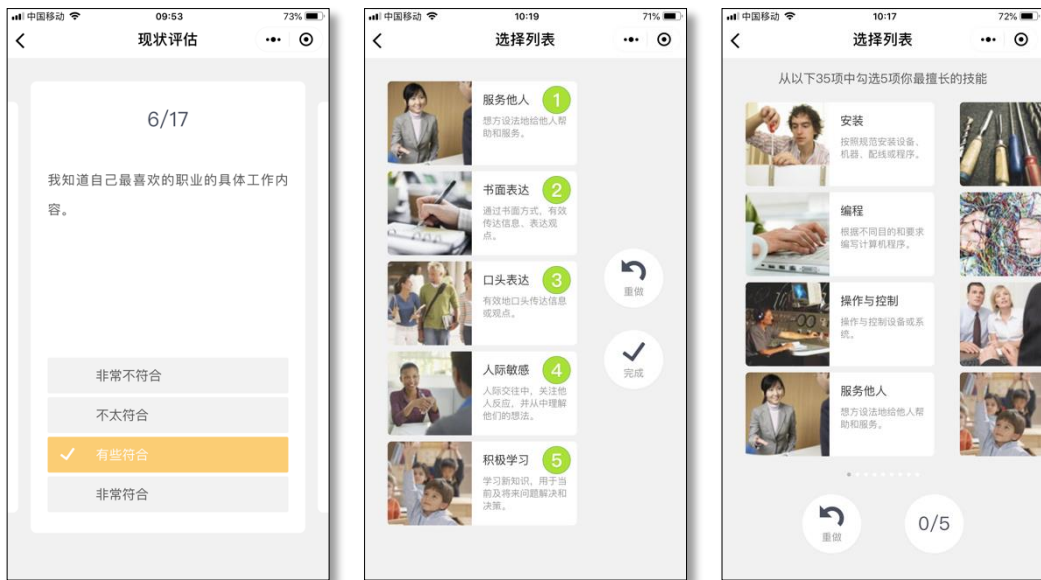 中国移动 09:53 73%
现状评估
6/17
我知道自己最喜欢的职业的具体工作内
容。
非常不符合
不太符合
有些符合
非常符合
中国移动 10:19 71%
选择列表
服务他人 1
想方设法地给他人帮
助和服务。
书面表达 2
通过书面方式，有效
传达信息、表达观
点。
口头表达 3
有效地口头传达信息
或观点。
人际敏感 4
人际交往中，关注他
人反应，并从中理解
他们的想法。
积极学习 5
学习新知识，用于当
前及将来问题解决和
决策。
重做
完成
中国移动 10:17 72%
选择列表
从以下35项中勾选5项你最擅长的技能
安装
按照规范安装设备、
机器、配线或程序。
编程
根据不同目的和要求
编写计算机程序。
操作与控制
操作与控制设备或系
统。
服务他人
想方设法地给他人帮
助和服务。
重做
0/5